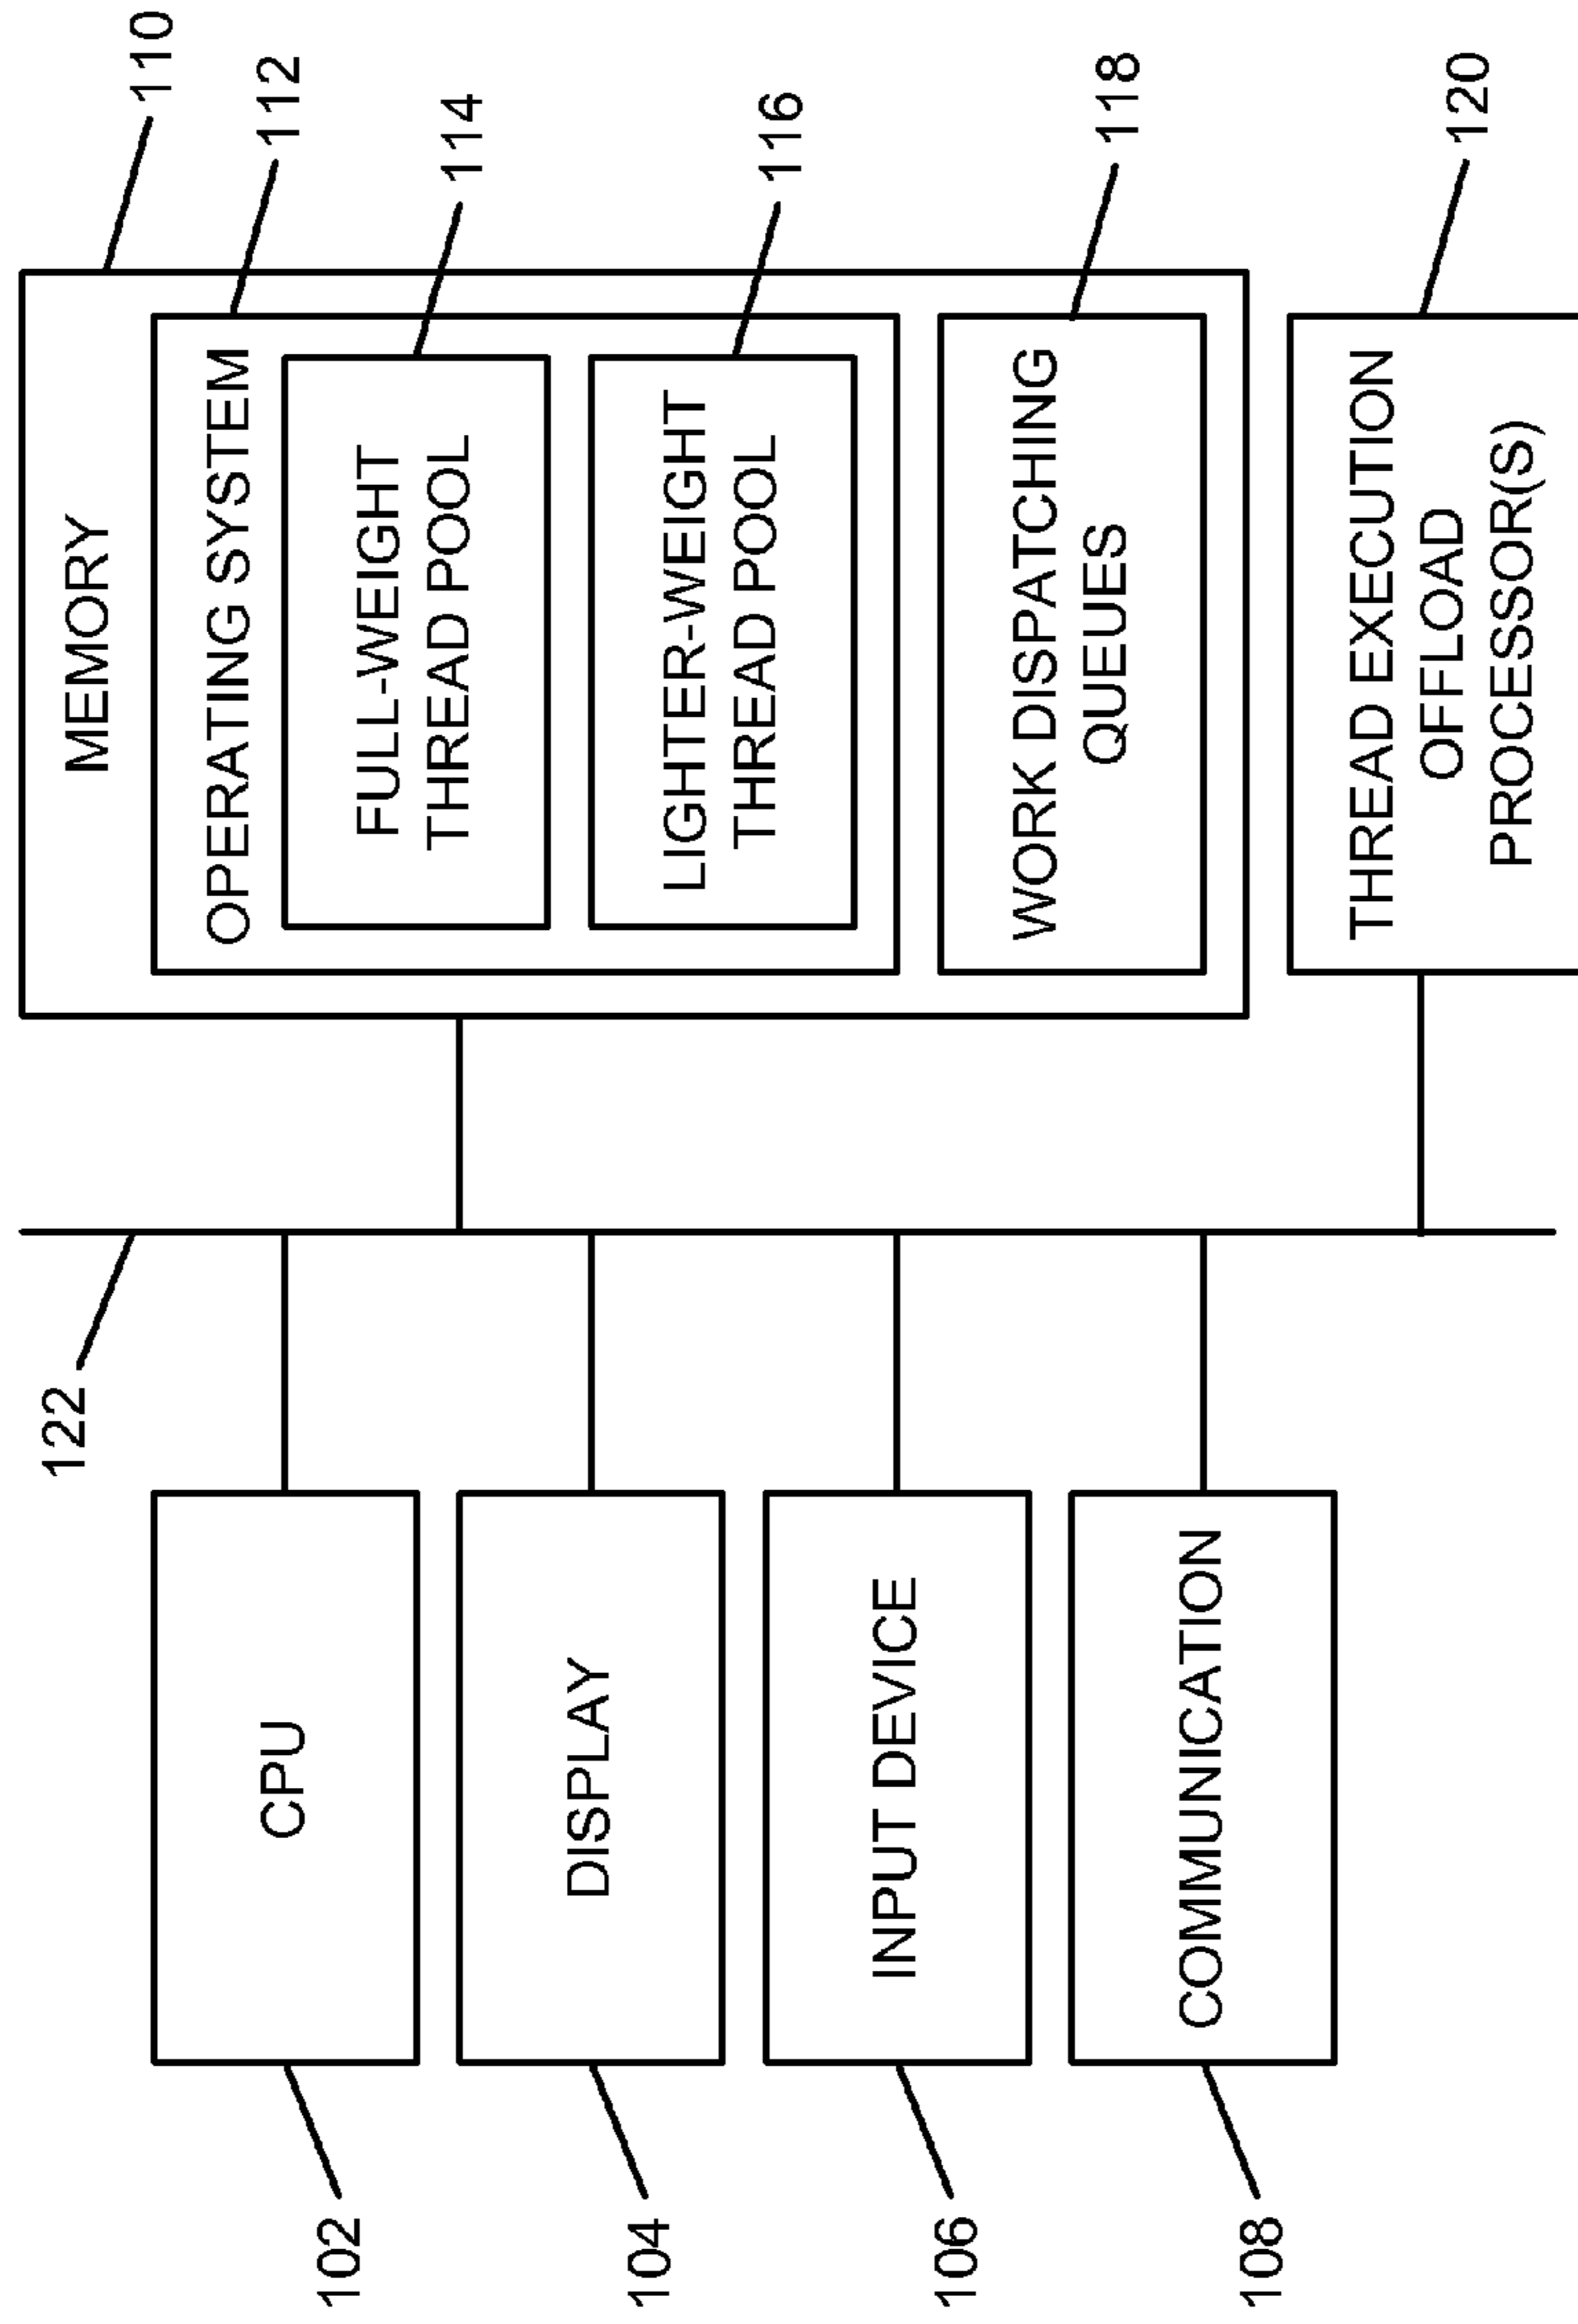 122
110
MEMORY
112
OPERATING SYSTEM
102
CPU
FULL-WEIGHT
THREAD POOL
114
104
DISPLAY
LIGHTER-WEIGHT
THREAD POOL
116
106
INPUT DEVICE
WORK DISPATCHING
QUEUES
118
108
COMMUNICATION
THREAD EXECUTION
OFFLOAD
PROCESSOR(S)
120